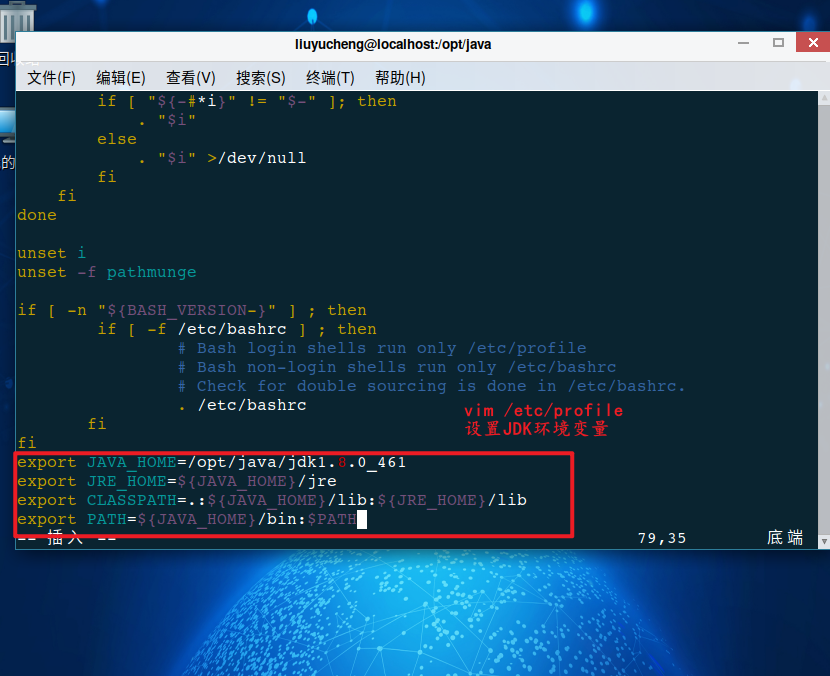 liuyucheng@localhost:/opt/java
文件(F) 编辑(E) 查看(V) 搜索(S) 终端(T) 帮助(H)
if [ "${-#*i}" != "$-" ]; then
. "$i"
else
. "$i" >/dev/null
fi
fi
done
unset i
unset -f pathmunge
if [ -n "${BASH_VERSION-}" ] ; then
if [ -f /etc/bashrc ] ; then
# Bash login shells run only /etc/profile
# Bash non-login shells run only /etc/bashrc
# Check for double sourcing is done in /etc/bashrc.
. /etc/bashrc
fi
fi
vim /etc/profile
设置JDK环境变量
export JAVA_HOME=/opt/java/jdk1.8.0_461
export JRE_HOME=${JAVA_HOME}/jre
export CLASSPATH=.:${JAVA_HOME}/lib:${JRE_HOME}/lib
export PATH=${JAVA_HOME}/bin:$PATH
-- 插入 -- 79,35 底端